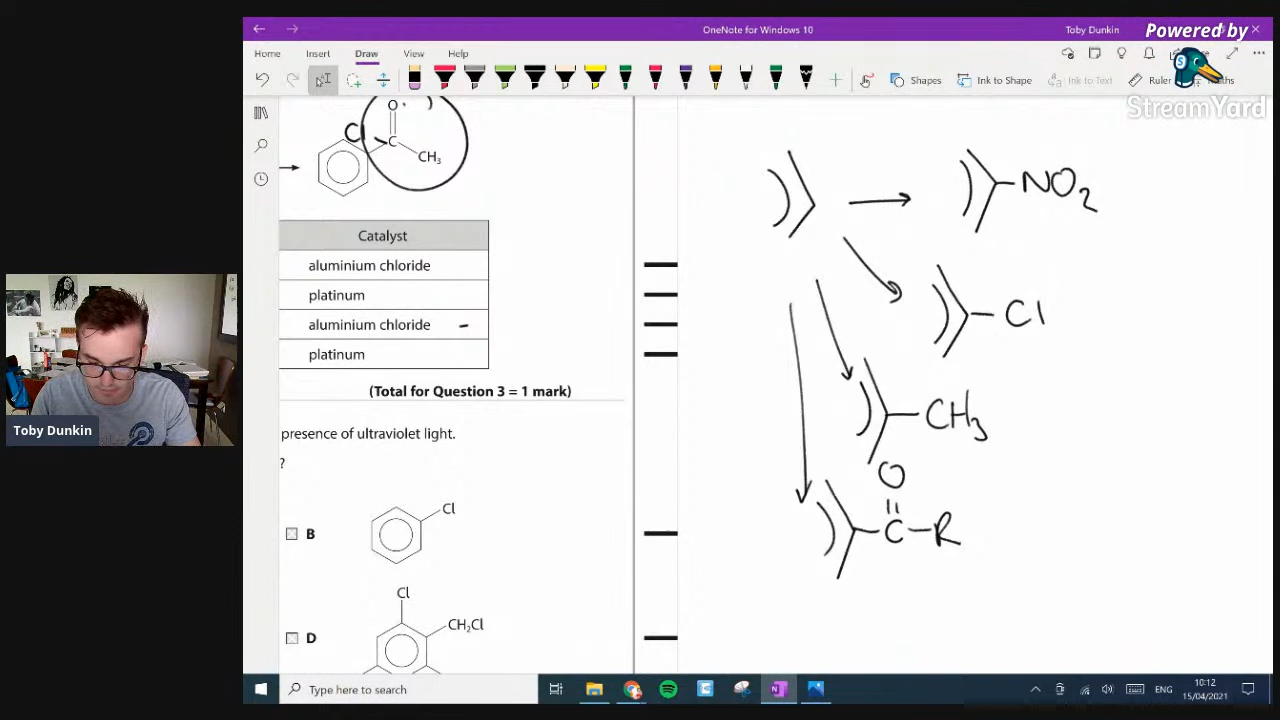 OneNote for Windows 10
Toby Dunkin
Powered by
StreamYard
Home Insert Draw View Help
Shapes Ink to Shape Ink to Text Ruler Maths
O
Cl C
CH3
Catalyst
aluminium chloride
platinum
aluminium chloride -
platinum
(Total for Question 3 = 1 mark)
presence of ultraviolet light.
?
B
Cl
Cl
D
CH2Cl
NO2
Cl
CH3
O
C-R
Toby Dunkin
Type here to search
ENG
10:12
15/04/2021